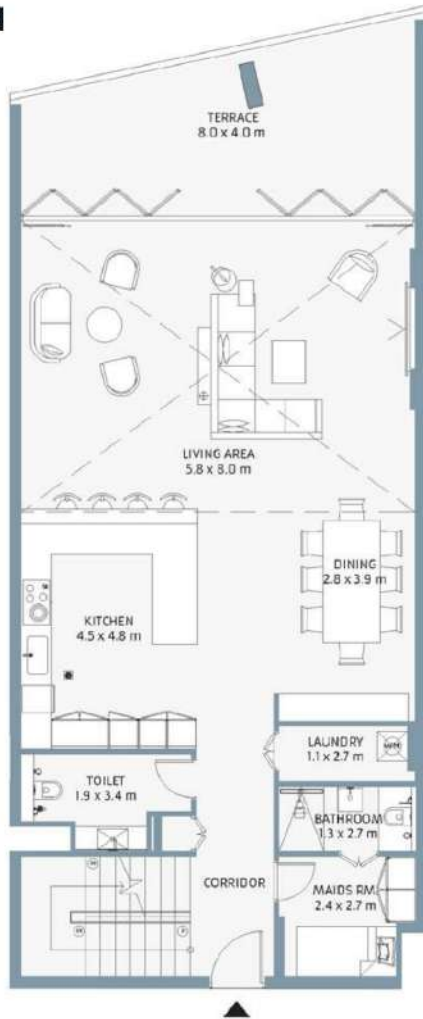 TERRACE
8.0 x 4.0 m
LIVING AREA
5.8 x 8.0 m
DINING
2.8 x 3.9 m
KITCHEN
4.5 x 4.8 m
LAUNDRY
1.1 x 2.7 m
TOILET
1.9 x 3.4 m
BATHROOM
1.3 x 2.7 m
CORRIDOR
MAIDS RM.
2.4 x 2.7 m